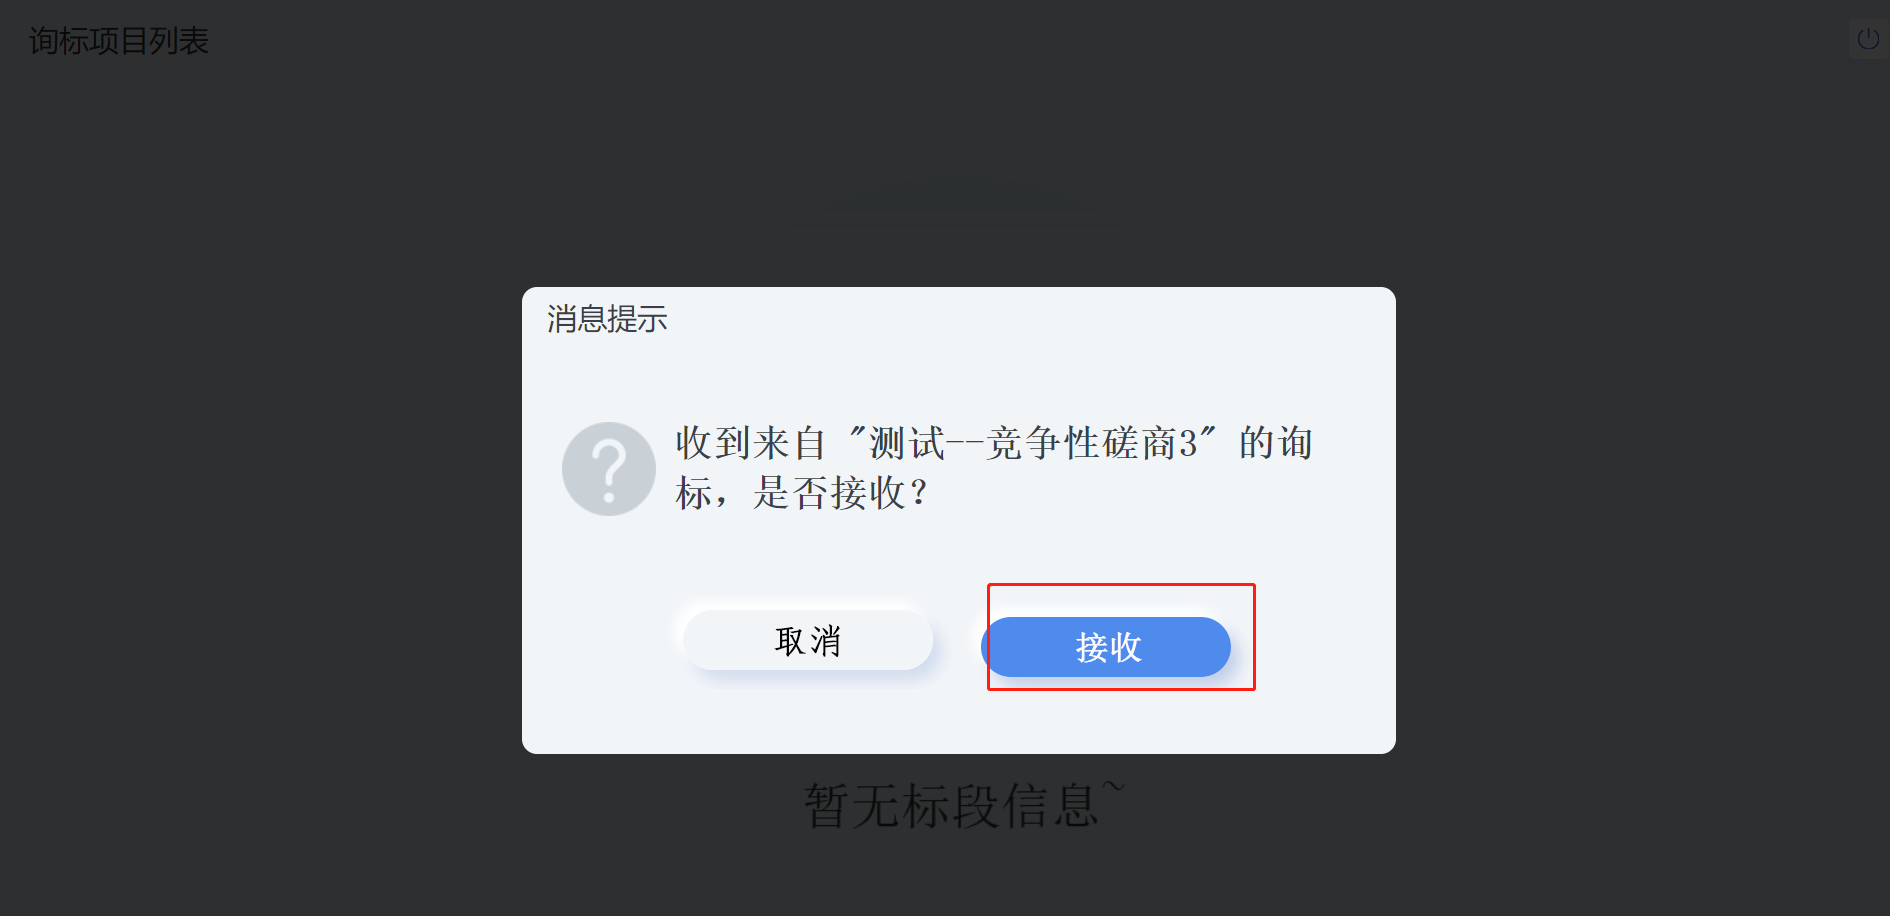 询标项目列表
消息提示
收到来自 "测试--竞争性磋商3" 的询
标，是否接收？
取消
接收
暂无标段信息~